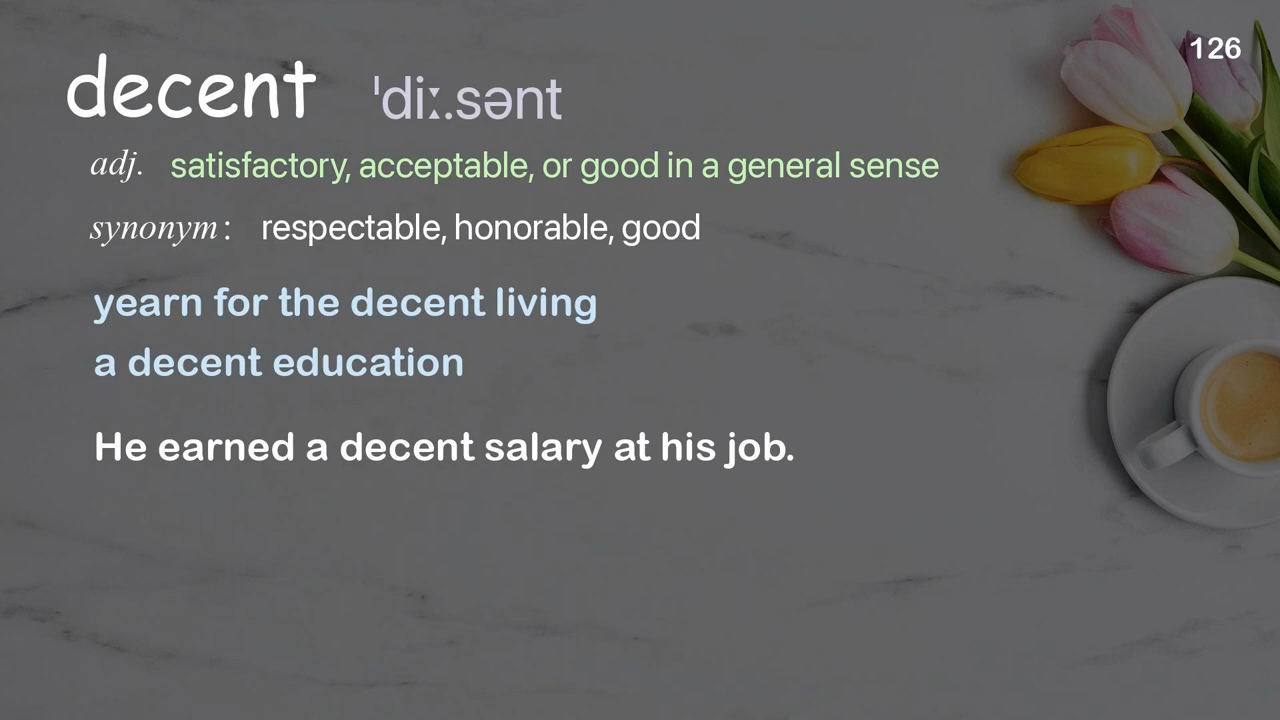 126
decent ˈdiː.sənt
adj. satisfactory, acceptable, or good in a general sense
synonym: respectable, honorable, good
yearn for the decent living
a decent education
He earned a decent salary at his job.